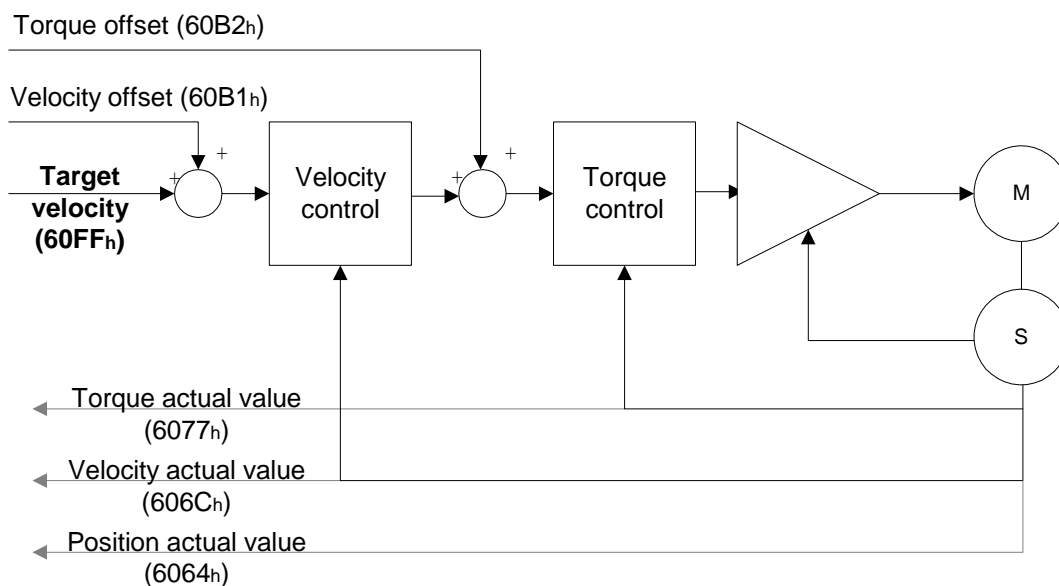 Torque offset (60B2h)
Velocity offset (60B1h)
+
+
+
+
Target
velocity
(60FFh)
Velocity
control
Torque
control
M
S
Torque actual value
(6077h)
Velocity actual value
(606Ch)
Position actual value
(6064h)